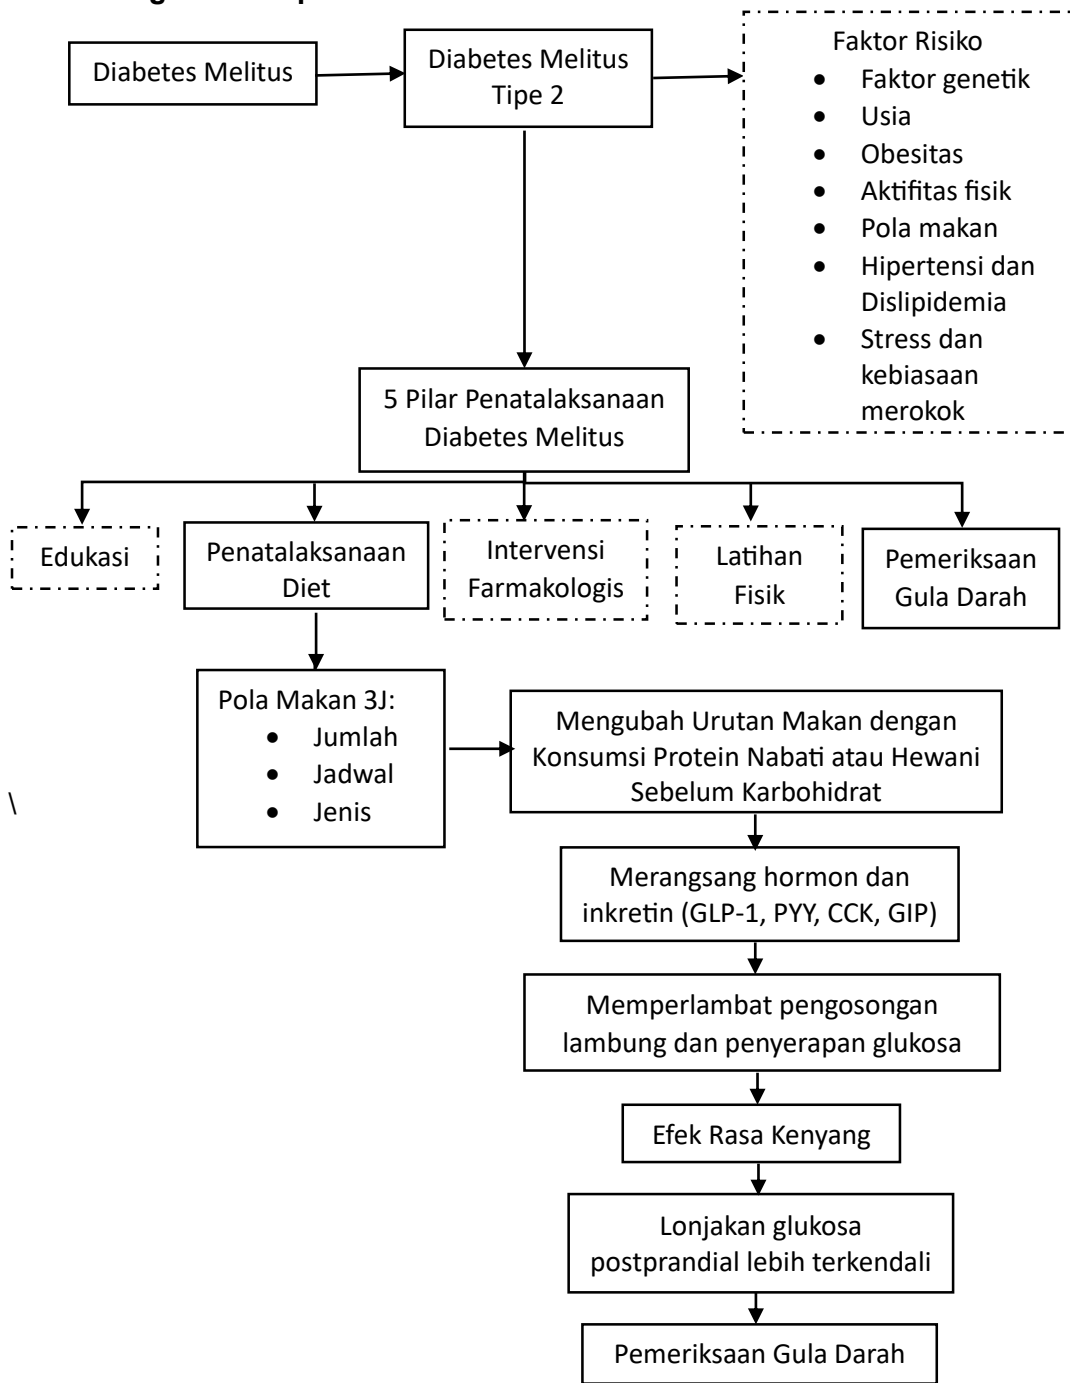 Diabetes Melitus
Diabetes Melitus
Tipe 2
Faktor Risiko
• Faktor genetik
• Usia
• Obesitas
• Aktifitas fisik
• Pola makan
• Hipertensi dan
Dislipidemia
• Stress dan
kebiasaan
merokok
5 Pilar Penatalaksanaan
Diabetes Melitus
Edukasi
Penatalaksanaan
Diet
Intervensi
Farmakologis
Latihan
Fisik
Pemeriksaan
Gula Darah
Pola Makan 3J:
• Jumlah
• Jadwal
• Jenis
\
Mengubah Urutan Makan dengan
Konsumsi Protein Nabati atau Hewani
Sebelum Karbohidrat
Merangsang hormon dan
inkretin (GLP-1, PYY, CCK, GIP)
Memperlambat pengosongan
lambung dan penyerapan glukosa
Efek Rasa Kenyang
Lonjakan glukosa
postprandial lebih terkendali
Pemeriksaan Gula Darah